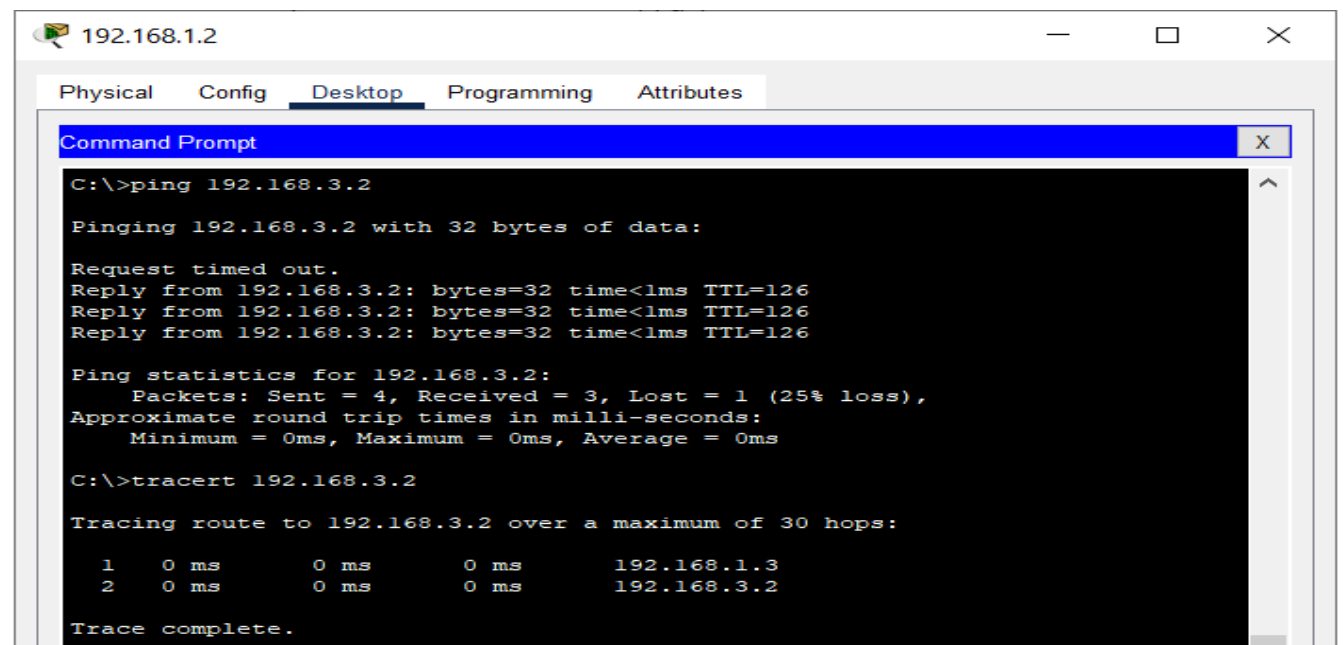 192.168.1.2
Physical Config Desktop Programming Attributes
Command Prompt X
C:\>ping 192.168.3.2
Pinging 192.168.3.2 with 32 bytes of data:
Request timed out.
Reply from 192.168.3.2: bytes=32 time<1ms TTL=126
Reply from 192.168.3.2: bytes=32 time<1ms TTL=126
Reply from 192.168.3.2: bytes=32 time<1ms TTL=126
Ping statistics for 192.168.3.2:
Packets: Sent = 4, Received = 3, Lost = 1 (25% loss),
Approximate round trip times in milli-seconds:
Minimum = 0ms, Maximum = 0ms, Average = 0ms
C:\>tracert 192.168.3.2
Tracing route to 192.168.3.2 over a maximum of 30 hops:
1 0 ms 0 ms 0 ms 192.168.1.3
2 0 ms 0 ms 0 ms 192.168.3.2
Trace complete.